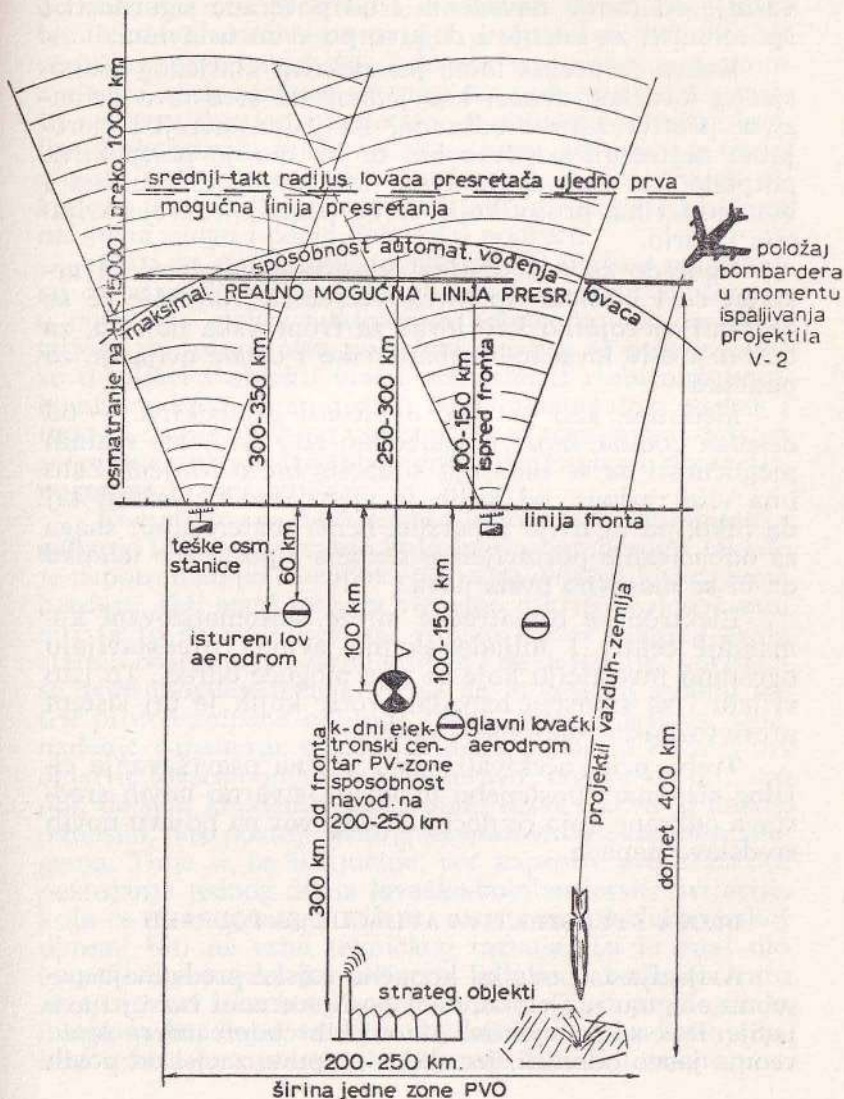 osmatranje na H<15000 i preko 1000 km
srednji takt radijus lovaca presretača ujedno prva
mogućna linija presretanja
maksimal. sposobnost automat. vođenja lovaca
REALNO MOGUĆNA LINIJA PRESR.
položaj
bombardera
u momentu
ispaljivanja
projektila
v-z
300-350 km
250-300 km
100-150 km
ispred fronta
linija fronta
teške osm.
stanice
60 km
istureni lov
aerodrom
100 km
100-150 km
glavni lovački
aerodrom
k-dni elek-
tronski cen-
tar PV-zone
sposobnost
navod. na
200-250 km
300 km od fronta
projektil vazduh-zemlja
domet 400 km
strateg. objekti
200-250 km.
širina jedne zone PVO